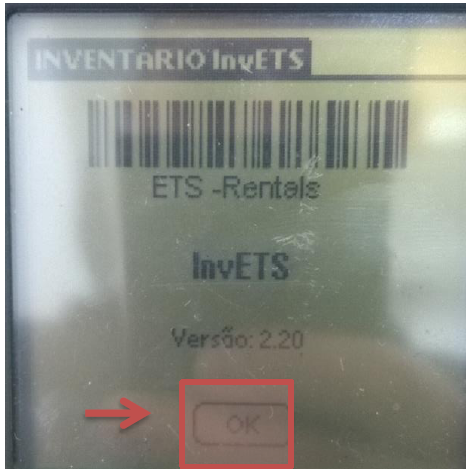 INVENTARIO InvETS
ETS -Rentals
InvETS
Versão: 2.20
OK